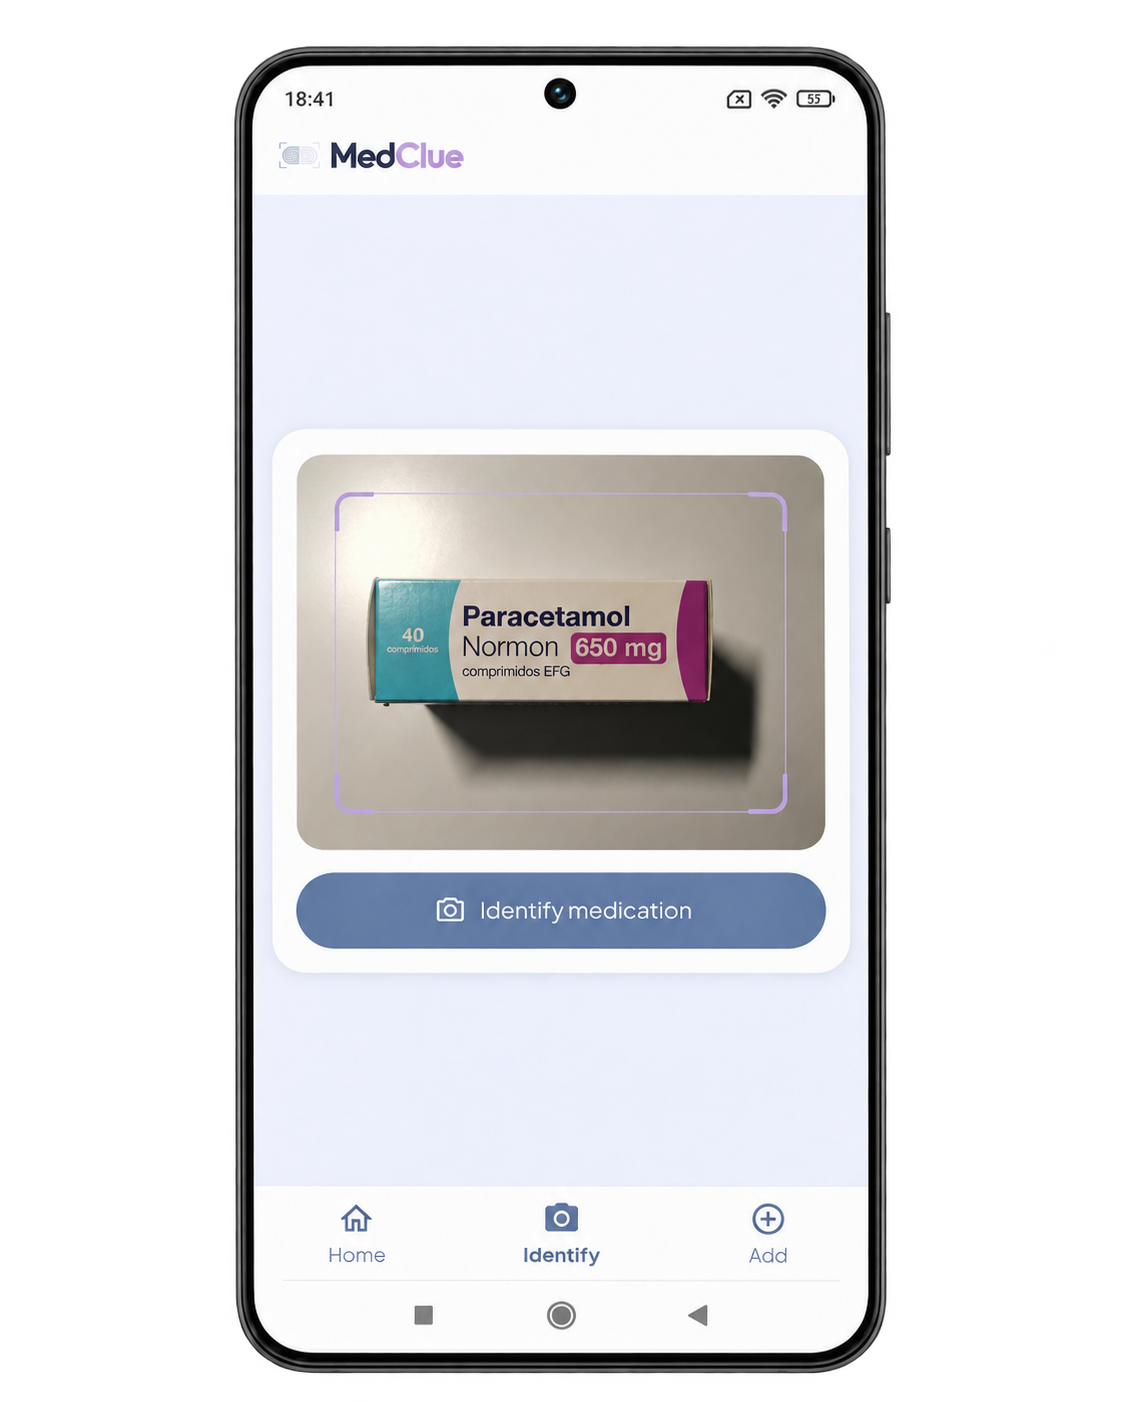 18:41
55
MedClue
40
comprimidos
Paracetamol
Normon 650 mg
comprimidos EFG
Identify medication
Home Identify Add